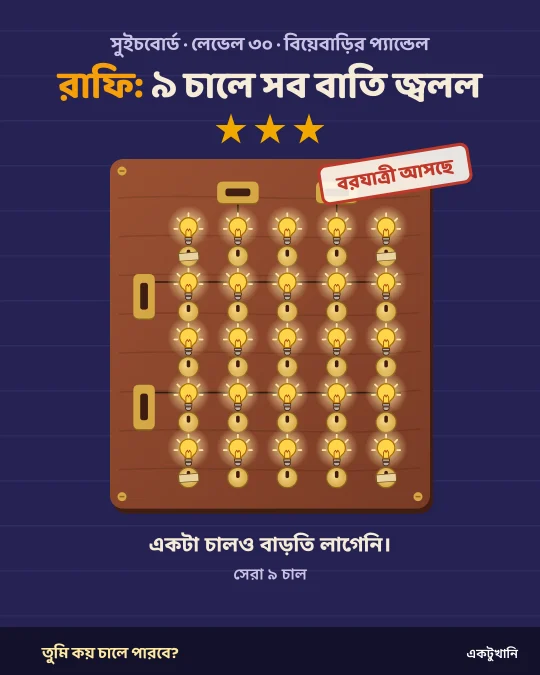 সুইচবোর্ড · লেভেল ৩০ · বিয়েবাড়ির প্যান্ডেল
রাফি: ৯ চালে সব বাতি জ্বলল
বরযাত্রী আসছে
একটা চালও বাড়তি লাগেনি।
সেরা ৯ চাল
তুমি কয় চালে পারবে?
একটুখানি